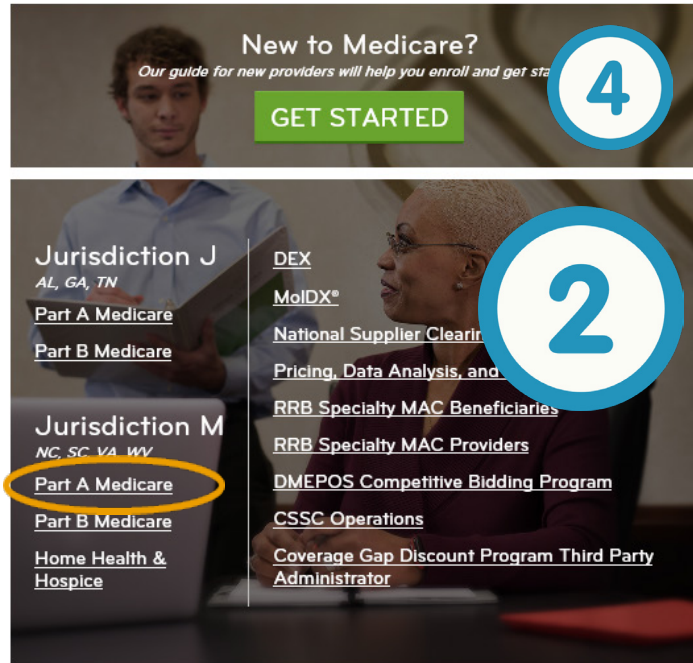 New to Medicare?
Our guide for new providers will help you enroll and get
GET STARTED
4
Jurisdiction J
AL, GA, TN
Part A Medicare
Part B Medicare
Jurisdiction M
NC, SC, VA, WV
Part A Medicare
Part B Medicare
Home Health &
Hospice
DEX
MolDX®
National Supplier
Pricing, Data Analysis, and
RRB Specialty MAC Beneficiaries
RRB Specialty MAC Providers
DMEPOS Competitive Bidding Program
CSSC Operations
Coverage Gap Discount Program Third Party
Administrator
2